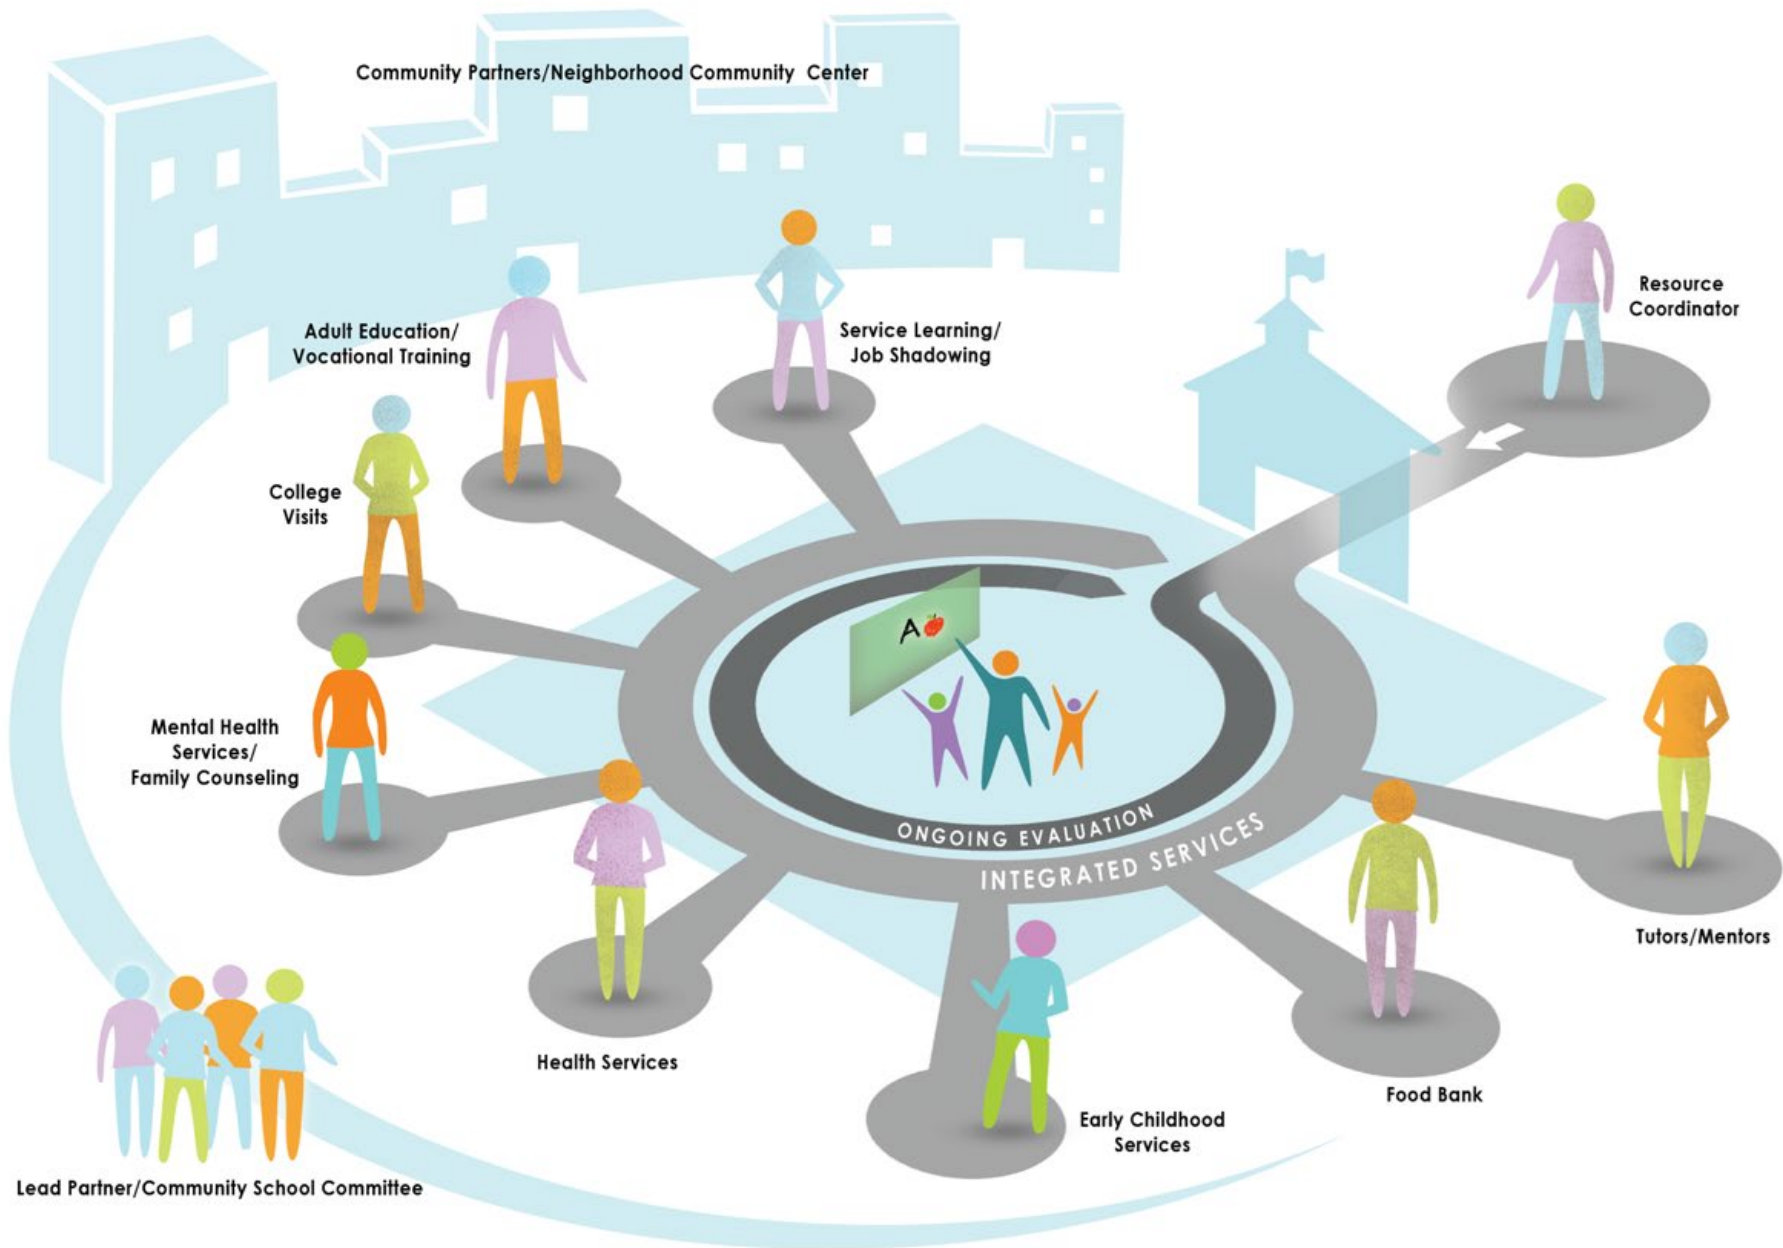 Community Partners/Neighborhood Community Center
Resource
Coordinator
Adult Education/
Vocational Training
Service Learning/
Job Shadowing
College
Visits
A
Mental Health
Services/
Family Counseling
ONGOING EVALUATION
INTEGRATED SERVICES
Tutors/Mentors
Health Services
Food Bank
Early Childhood
Services
Lead Partner/Community School Committee